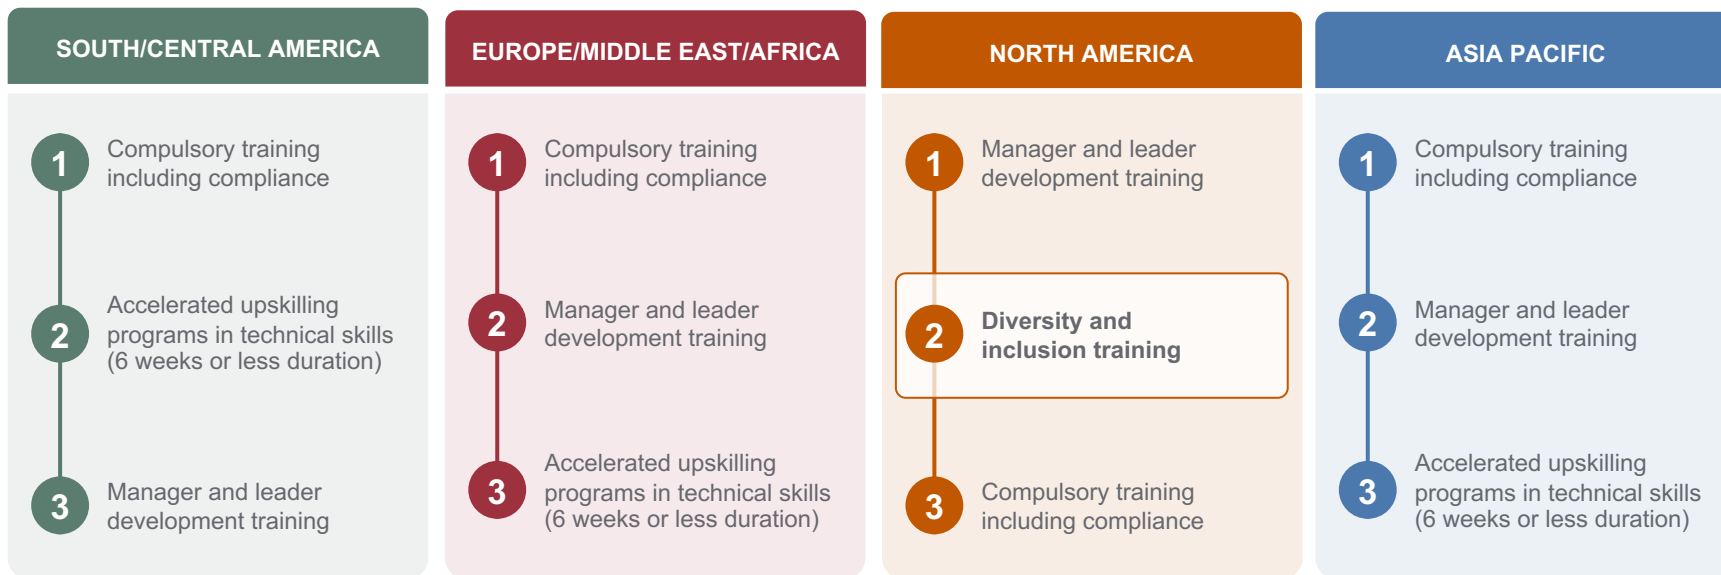 SOUTH/CENTRAL AMERICA
1
Compulsory training
including compliance
2
Accelerated upskilling
programs in technical skills
(6 weeks or less duration)
3
Manager and leader
development training
EUROPE/MIDDLE EAST/AFRICA
1
Compulsory training
including compliance
2
Manager and leader
development training
3
Accelerated upskilling
programs in technical skills
(6 weeks or less duration)
NORTH AMERICA
1
Manager and leader
development training
2
Diversity and
inclusion training
3
Compulsory training
including compliance
ASIA PACIFIC
1
Compulsory training
including compliance
2
Manager and leader
development training
3
Accelerated upskilling
programs in technical skills
(6 weeks or less duration)